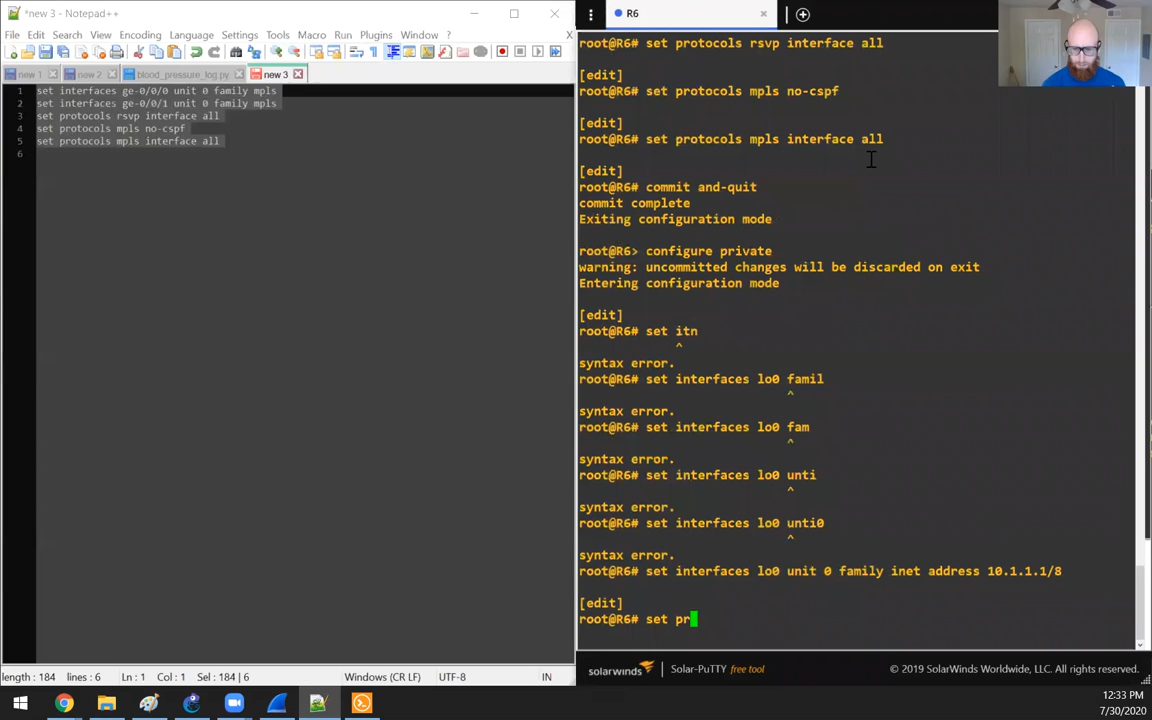 *new 3 - Notepad++
File Edit Search View Encoding Language Settings Tools Macro Run Plugins Window ?
X
new 1 new 2 blood_pressure_log.py new 3
1 set interfaces ge-0/0/0 unit 0 family mpls
2 set interfaces ge-0/0/1 unit 0 family mpls
3 set protocols rsvp interface all
4 set protocols mpls no-cspf
5 set protocols mpls interface all
6
length : 184 lines : 6 Ln : 1 Col : 1 Sel : 184 | 6 Windows (CR LF) UTF-8 IN
R6
root@R6# set protocols rsvp interface all
[edit]
root@R6# set protocols mpls no-cspf
[edit]
root@R6# set protocols mpls interface all
[edit]
root@R6# commit and-quit
commit complete
Exiting configuration mode
root@R6> configure private
warning: uncommitted changes will be discarded on exit
Entering configuration mode
[edit]
root@R6# set itn
^
syntax error.
root@R6# set interfaces lo0 famil
^
syntax error.
root@R6# set interfaces lo0 fam
^
syntax error.
root@R6# set interfaces lo0 unti
^
syntax error.
root@R6# set interfaces lo0 unti0
^
syntax error.
root@R6# set interfaces lo0 unit 0 family inet address 10.1.1.1/8
[edit]
root@R6# set pr
solarwinds Solar-PuTTY free tool © 2019 SolarWinds Worldwide, LLC. All rights reserved.
12:33 PM
7/30/2020